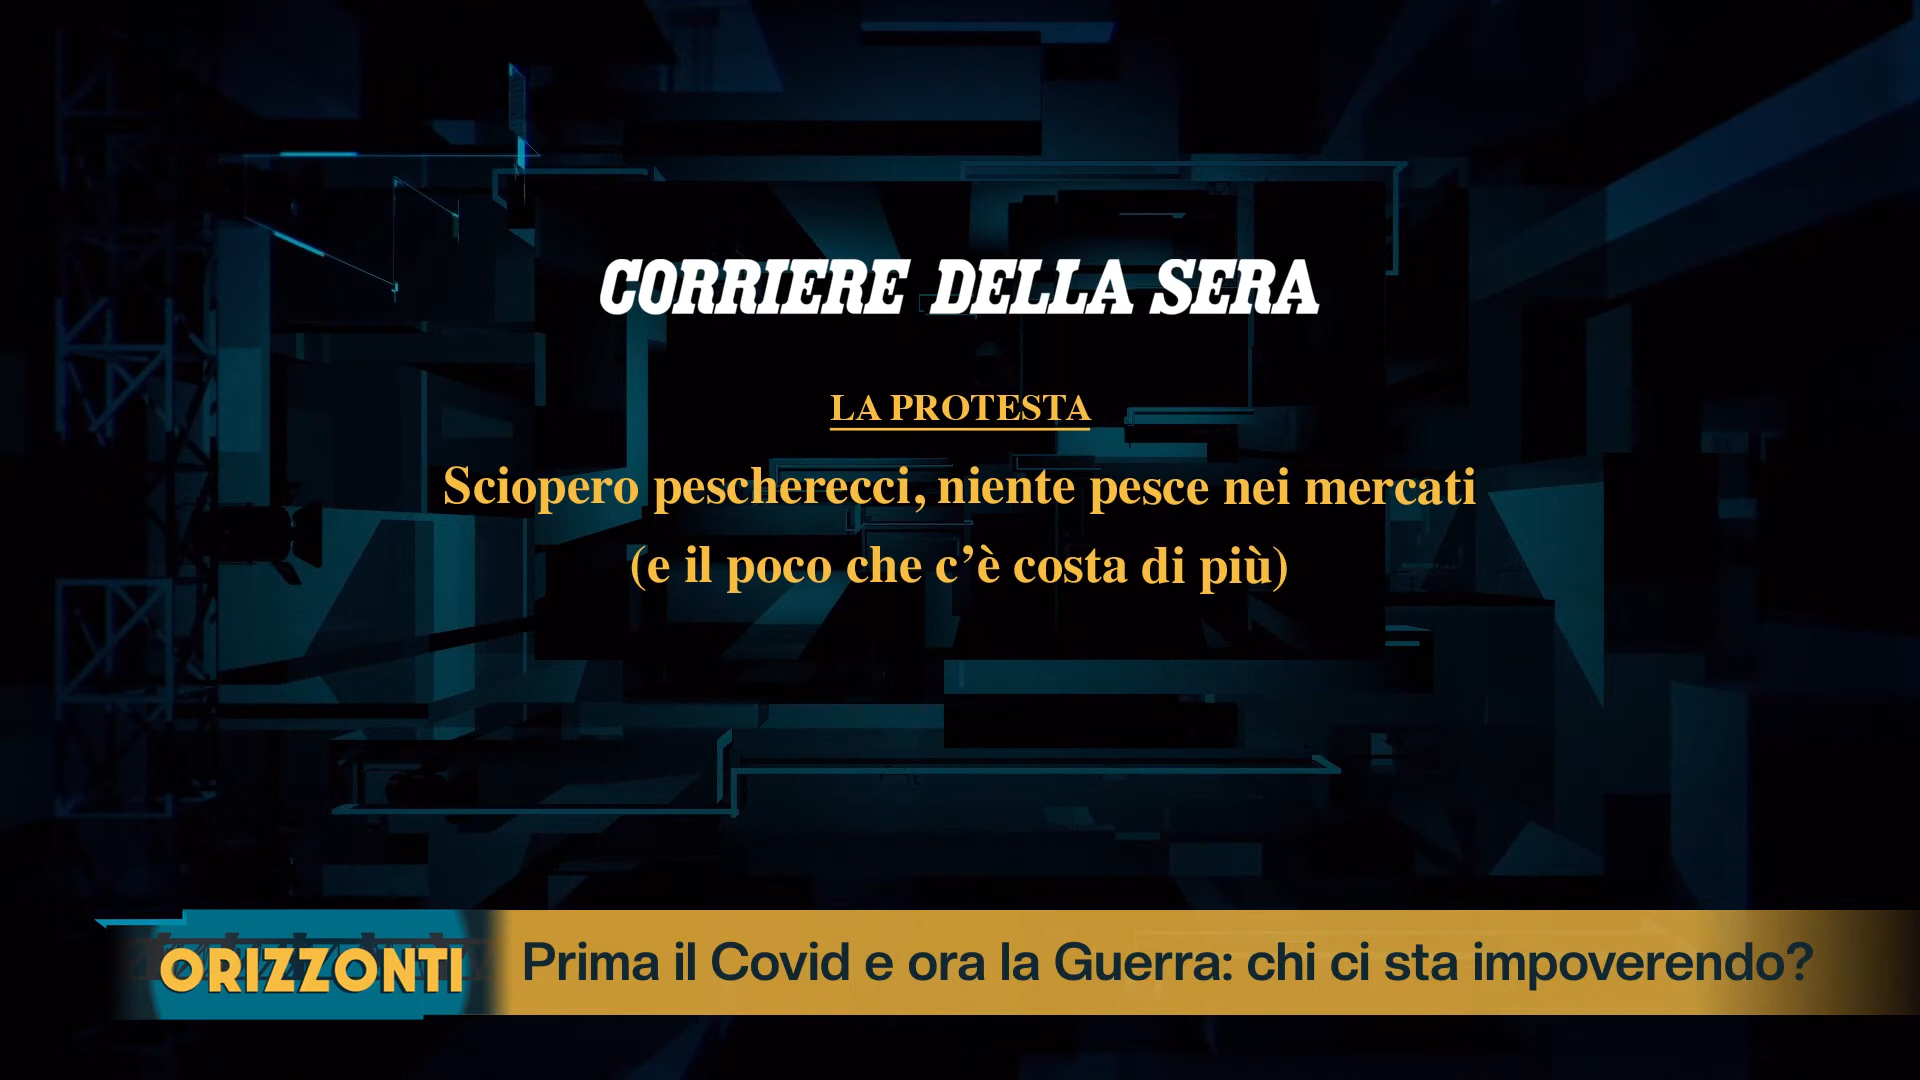 CORRIERE DELLA SERA
LA PROTESTA
Sciopero pescherecci, niente pesce nei mercati
(e il poco che c’è costa di più)
ORIZZONTI
Prima il Covid e ora la Guerra: chi ci sta impoverendo?